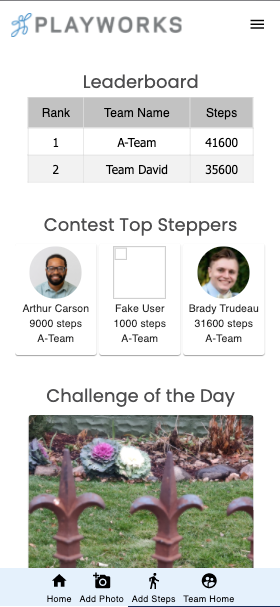 PLAYWORKS
Leaderboard
Rank Team Name Steps
1 A-Team 41600
2 Team David 35600
Contest Top Steppers
Arthur Carson Fake User Brady Trudeau
9000 steps 1000 steps 31600 steps
A-Team A-Team A-Team
Challenge of the Day
Home Add Photo Add Steps Team Home